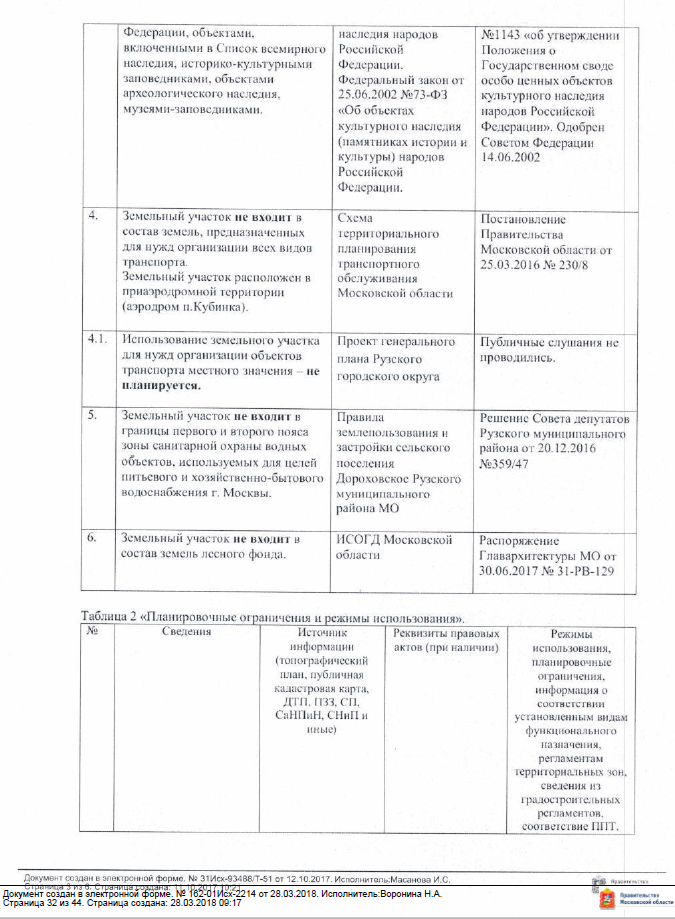 Федерации, объектами,
включенными в Список всемирного
наследия, историко-культурными
заповедниками, объектами
археологического наследия,
музеями-заповедниками.
наследия народов
Российской
Федерации.
Федеральный закон от
25.06.2002 №73-ФЗ
«Об объектах
культурного наследия
(памятниках истории и
культуры) народов
Российской
Федерации.
№1143 «об утверждении
Положения о
Государственном своде
особо ценных объектов
культурного наследия
народов Российской
Федерации». Одобрен
Советом Федерации
14.06.2002
4.
Земельный участок не входит в
состав земель, предназначенных
для нужд организации всех видов
транспорта.
Земельный участок расположен в
приаэродромной территории
(аэродром п.Кубинка).
Схема
территориального
планирования
транспортного
обслуживания
Московской области
Постановление
Правительства
Московской области от
25.03.2016 № 230/8
4.1.
Использование земельного участка
для нужд организации объектов
транспорта местного значения – не
планируется.
Проект генерального
плана Рузского
городского округа
Публичные слушания не
проводились.
5.
Земельный участок не входит в
границы первого и второго пояса
зоны санитарной охраны водных
объектов, используемых для целей
питьевого и хозяйственно-бытового
водоснабжения г. Москвы.
Правила
землепользования и
застройки сельского
поселения
Дороховское Рузского
муниципального
района МО
Решение Совета депутатов
Рузского муниципального
района от 20.12.2016
№359/47
6.
Земельный участок не входит в
состав земель лесного фонда.
ИСОГД Московской
области
Распоряжение
Главархитектуры МО от
30.06.2017 № 31-РВ-129
Таблица 2 «Планировочные ограничения и режимы использования».
№
Сведения
Источник
информации
(топографический
план, публичная
кадастровая карта,
ДТП, ПЗЗ, СП,
СаНПиН, СНиП и
иные)
Реквизиты правовых
актов (при наличии)
Режимы
использования,
планировочные
ограничения,
информация о
соответствии
установленным видам
функционального
назначения,
регламентам
территориальных зон,
сведения из
градостроительных
регламентов,
соответствие ППТ,
Документ создан в электронной форме. № 31Исх-93488/Т-51 от 12.10.2017. Исполнитель:Масанова И.С.
Страница 3 из 6. Страница создана: 11.10.2017 19:21
Документ создан в электронной форме. № 162-01Исх-2214 от 28.03.2018. Исполнитель:Воронина Н.А.
Страница 32 из 44. Страница создана: 28.03.2018 09:17
Правительство
Правительство
Московской области